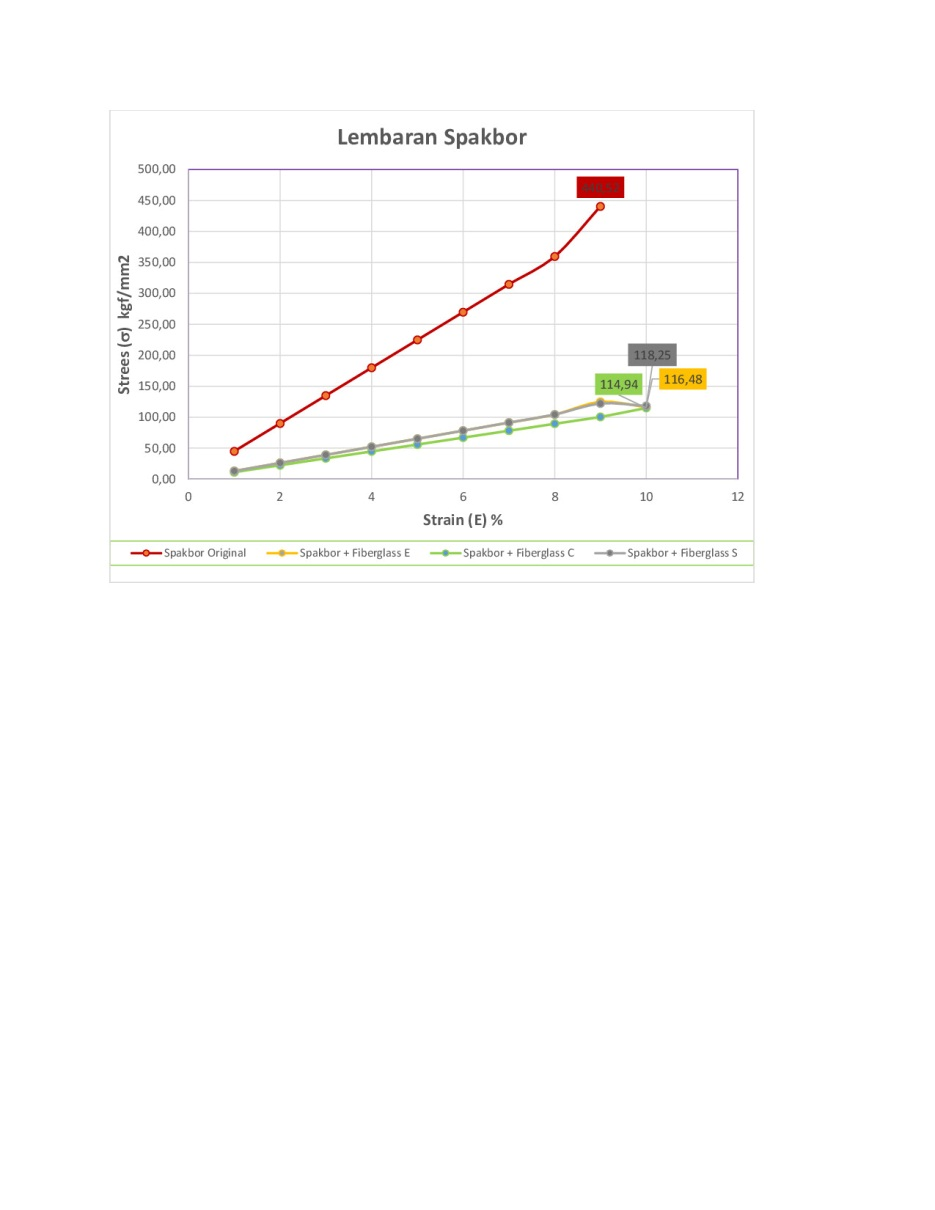 Lembaran Spakbor
500,00
450,00
400,00
350,00
300,00
250,00
200,00
150,00
100,00
50,00
0,00
Strees (σ) kgf/mm2
118,25
114,94
116,48
0 2 4 6 8 10 12
Strain (E) %
Spakbor Original Spakbor + Fiberglass E Spakbor + Fiberglass C Spakbor + Fiberglass S